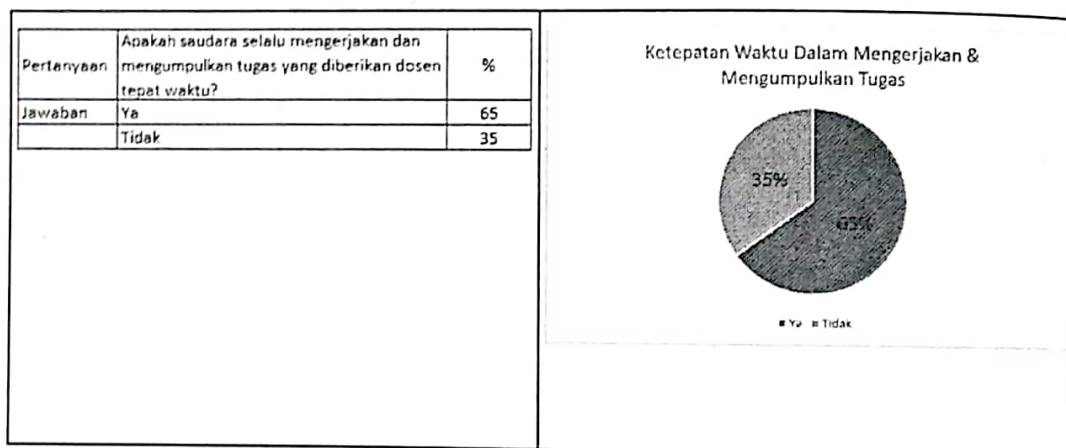 Apakah saudara selalu mengerjakan dan
Pertanyaan mengumpulkan tugas yang diberikan dosen %
tepat waktu?
Jawaban Ya 65
Tidak 35
Ketepatan Waktu Dalam Mengerjakan &
Mengumpulkan Tugas
35%
65%
Ya Tidak